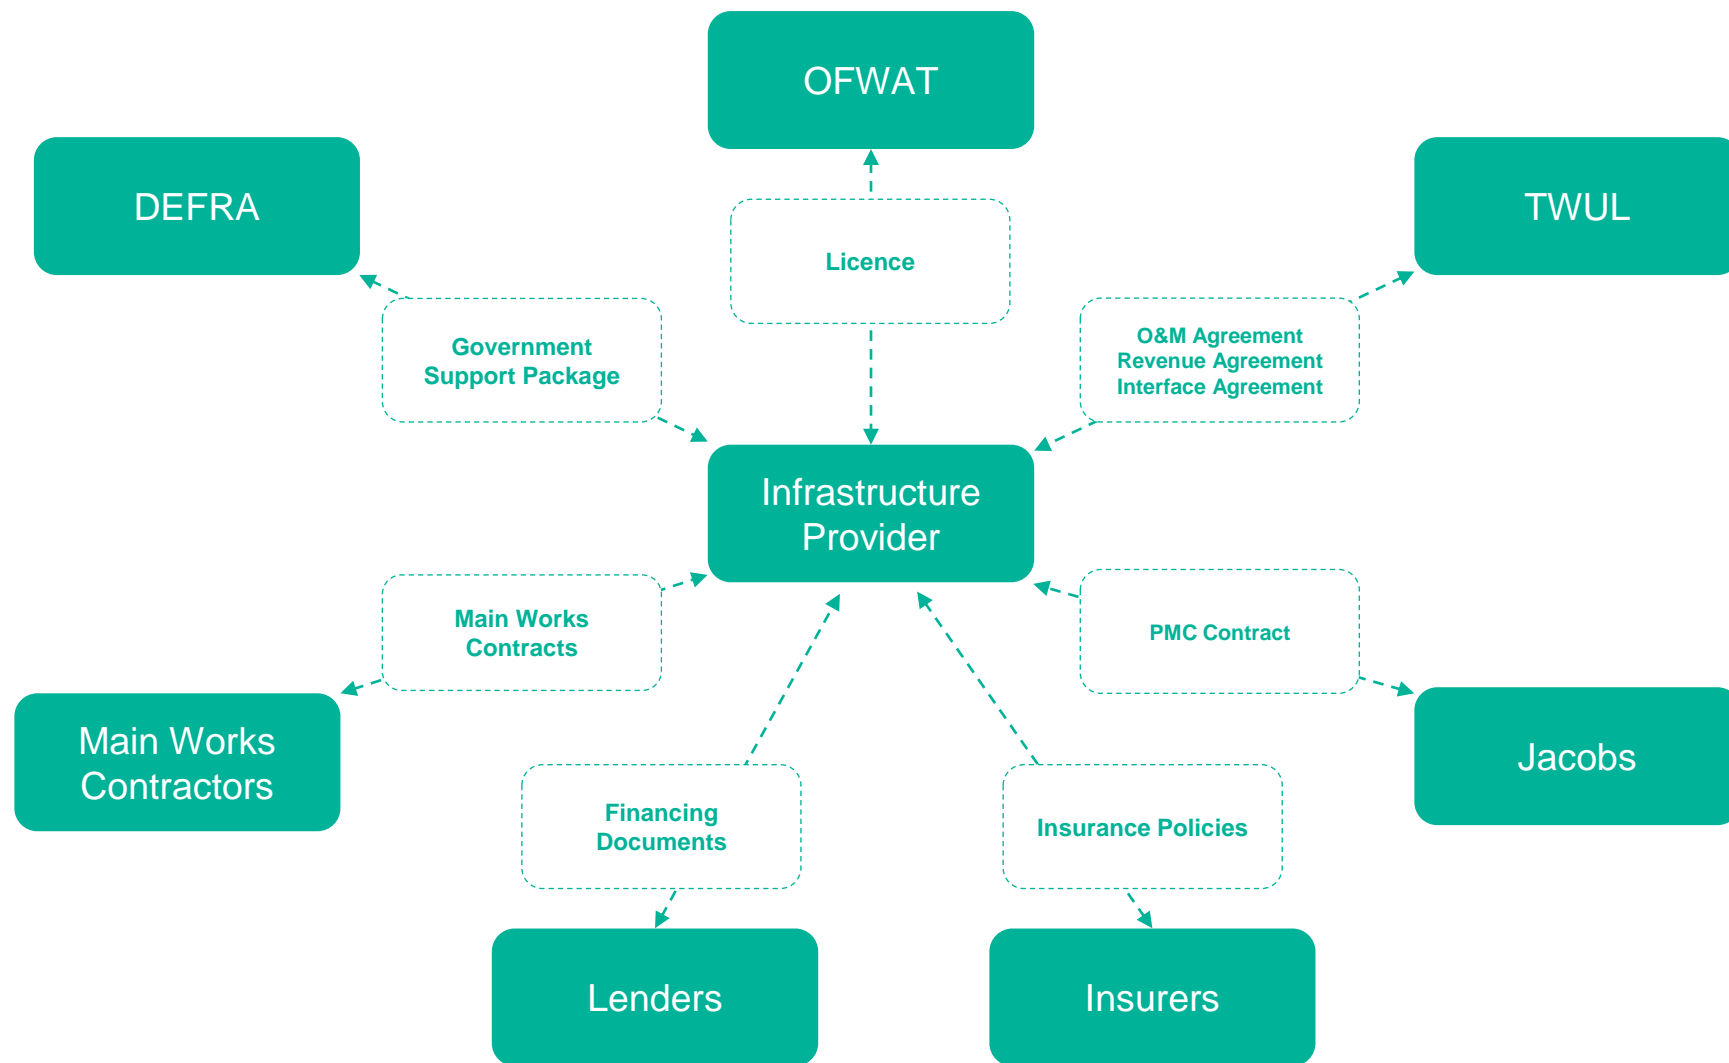 OFWAT
DEFRA
TWUL
Licence
Government
Support Package
O&M Agreement
Revenue Agreement
Interface Agreement
Infrastructure
Provider
Main Works
Contracts
PMC Contract
Main Works
Contractors
Jacobs
Financing
Documents
Insurance Policies
Lenders
Insurers